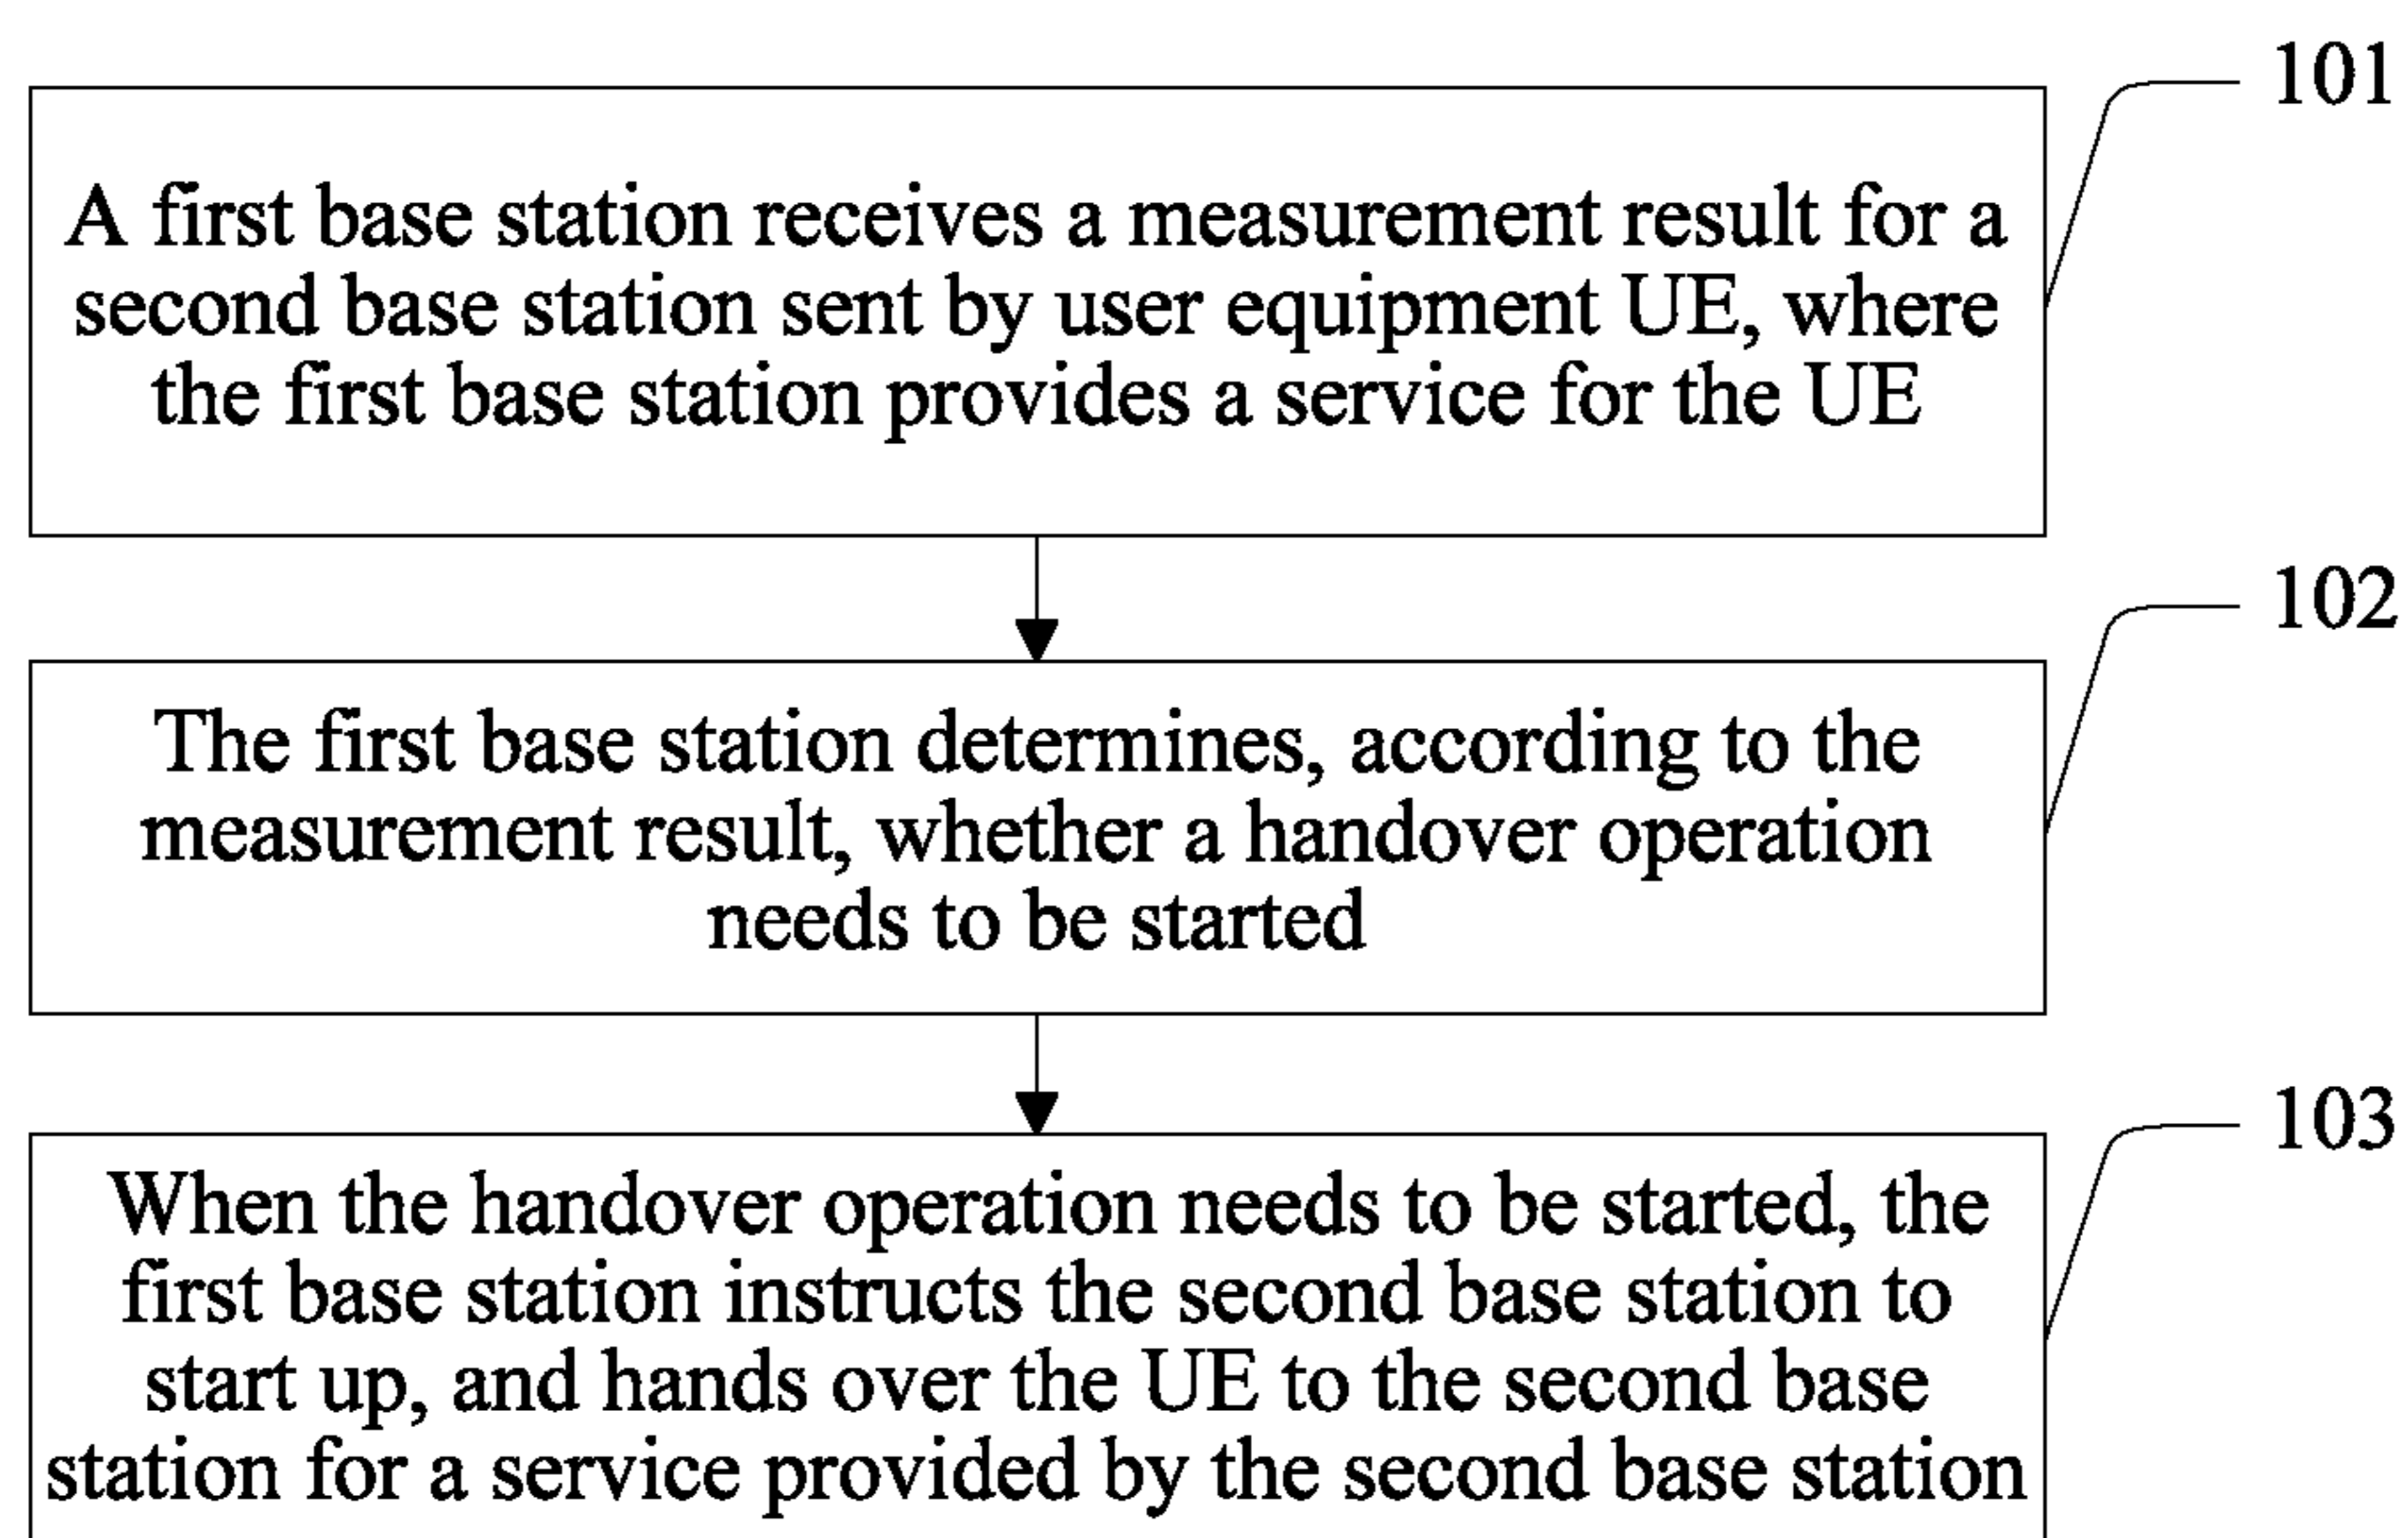 101
A first base station receives a measurement result for a
second base station sent by user equipment UE, where
the first base station provides a service for the UE
102
The first base station determines, according to the
measurement result, whether a handover operation
needs to be started
103
When the handover operation needs to be started, the
first base station instructs the second base station to
start up, and hands over the UE to the second base
station for a service provided by the second base station